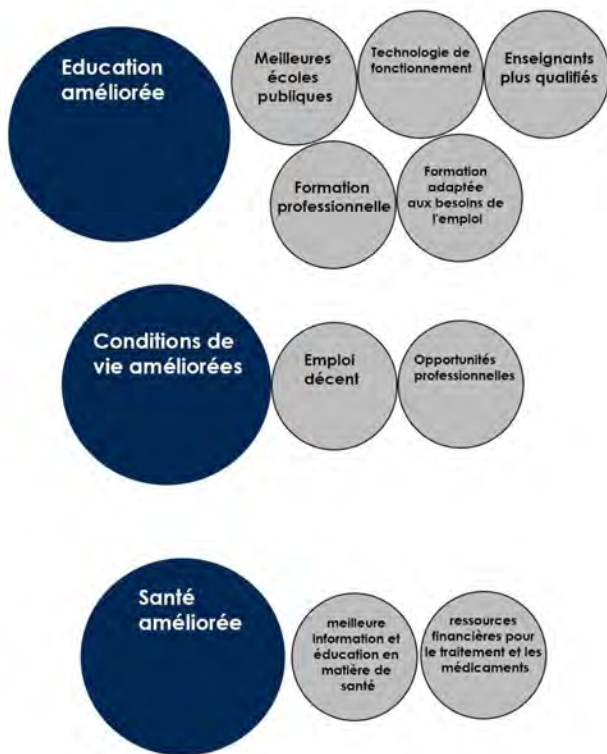 Education
améliorée
Meilleures
écoles
publiques
Technologie de
fonctionnement
Enseignants
plus qualifiés
Formation
professionnelle
Formation
adaptée
aux besoins de
l'emploi
Conditions de
vie améliorées
Emploi
décent
Opportunités
professionnelles
Santé
améliorée
meilleure
information et
éducation en
matière de
santé
ressources
financières pour
le traitement et les
médicaments